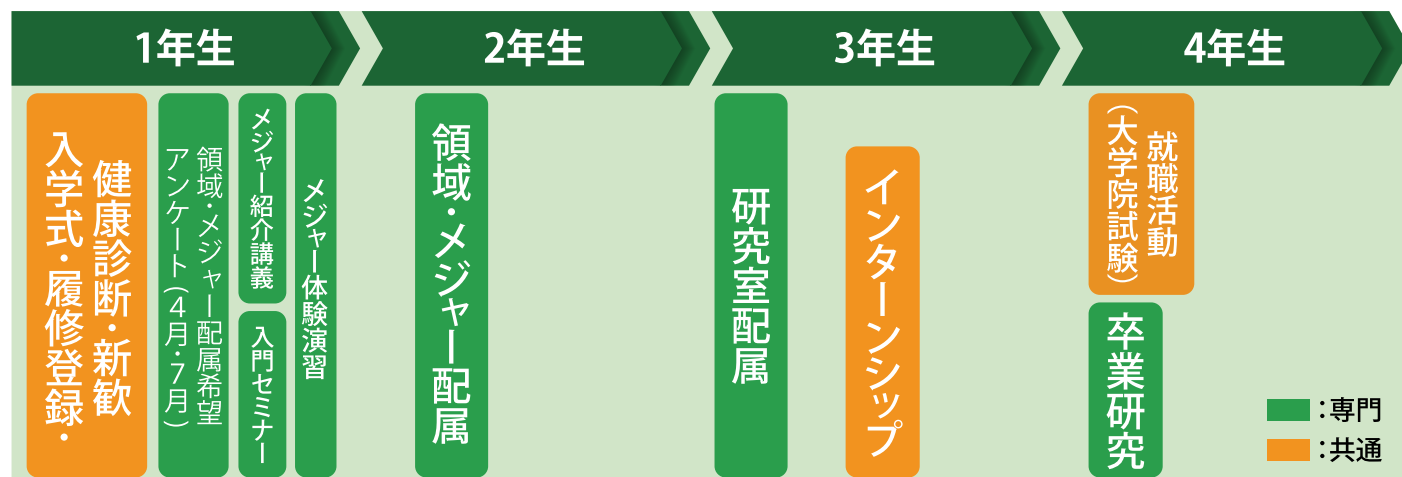 1年生
2年生
3年生
4年生
入学式・履修登録・
健康診断・新歓
領域・メジャー配属希望
アンケート(4月・7月)
メジャー紹介講義
入門セミナー
メジャー体験演習
領域・メジャー配属
研究室配属
インターンシップ
就職活動
(大学院試験)
卒業研究
:専門
:共通